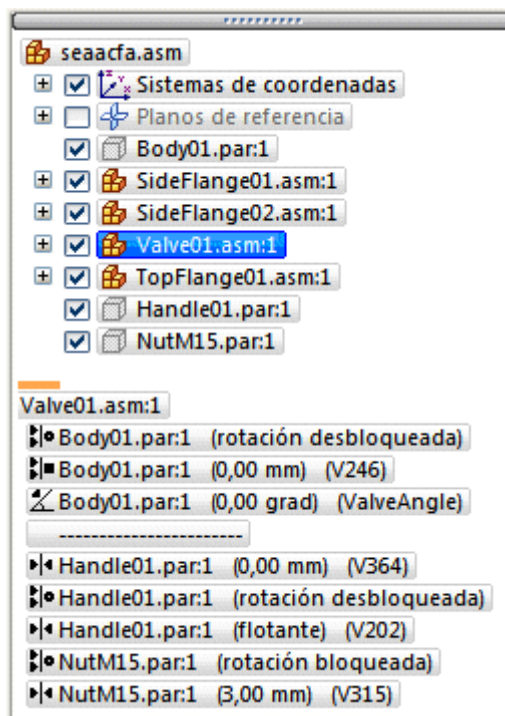 seaacfa.asm
Sistemas de coordenadas
Planos de referencia
Body01.par:1
SideFlange01.asm:1
SideFlange02.asm:1
Valve01.asm:1
TopFlange01.asm:1
Handle01.par:1
NutM15.par:1
Valve01.asm:1
Body01.par:1 (rotación desbloqueada)
Body01.par:1 (0,00 mm) (V246)
Body01.par:1 (0,00 grad) (ValveAngle)
-----------------------
Handle01.par:1 (0,00 mm) (V364)
Handle01.par:1 (rotación desbloqueada)
Handle01.par:1 (flotante) (V202)
NutM15.par:1 (rotación bloqueada)
NutM15.par:1 (3,00 mm) (V315)